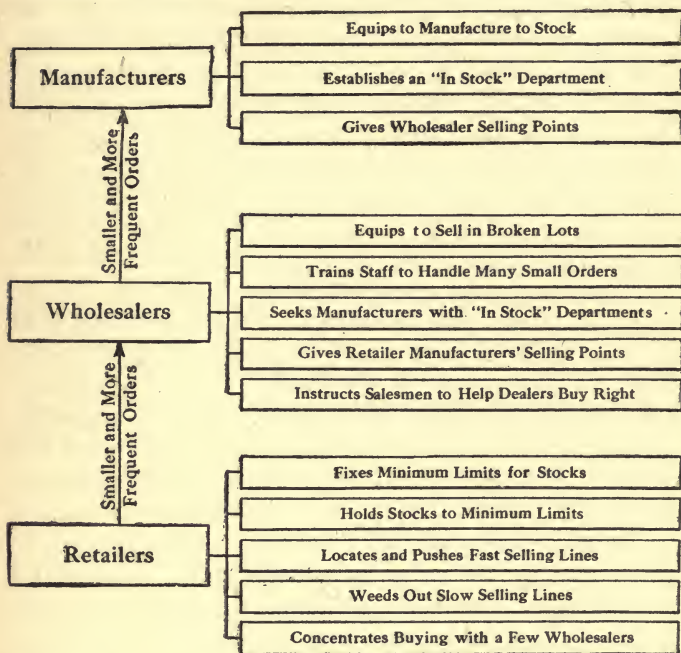 Manufacturers
Equips to Manufacture to Stock
Establishes an "In Stock" Department
Gives Wholesaler Selling Points
Smaller and More
Frequent Orders
Wholesalers
Equips to Sell in Broken Lots
Trains Staff to Handle Many Small Orders
Seeks Manufacturers with "In Stock" Departments
Gives Retailer Manufacturers' Selling Points
Instructs Salesmen to Help Dealers Buy Right
Smaller and More
Frequent Orders
Retailers
Fixes Minimum Limits for Stocks
Holds Stocks to Minimum Limits
Locates and Pushes Fast Selling Lines
Weeds Out Slow Selling Lines
Concentrates Buying with a Few Wholesalers